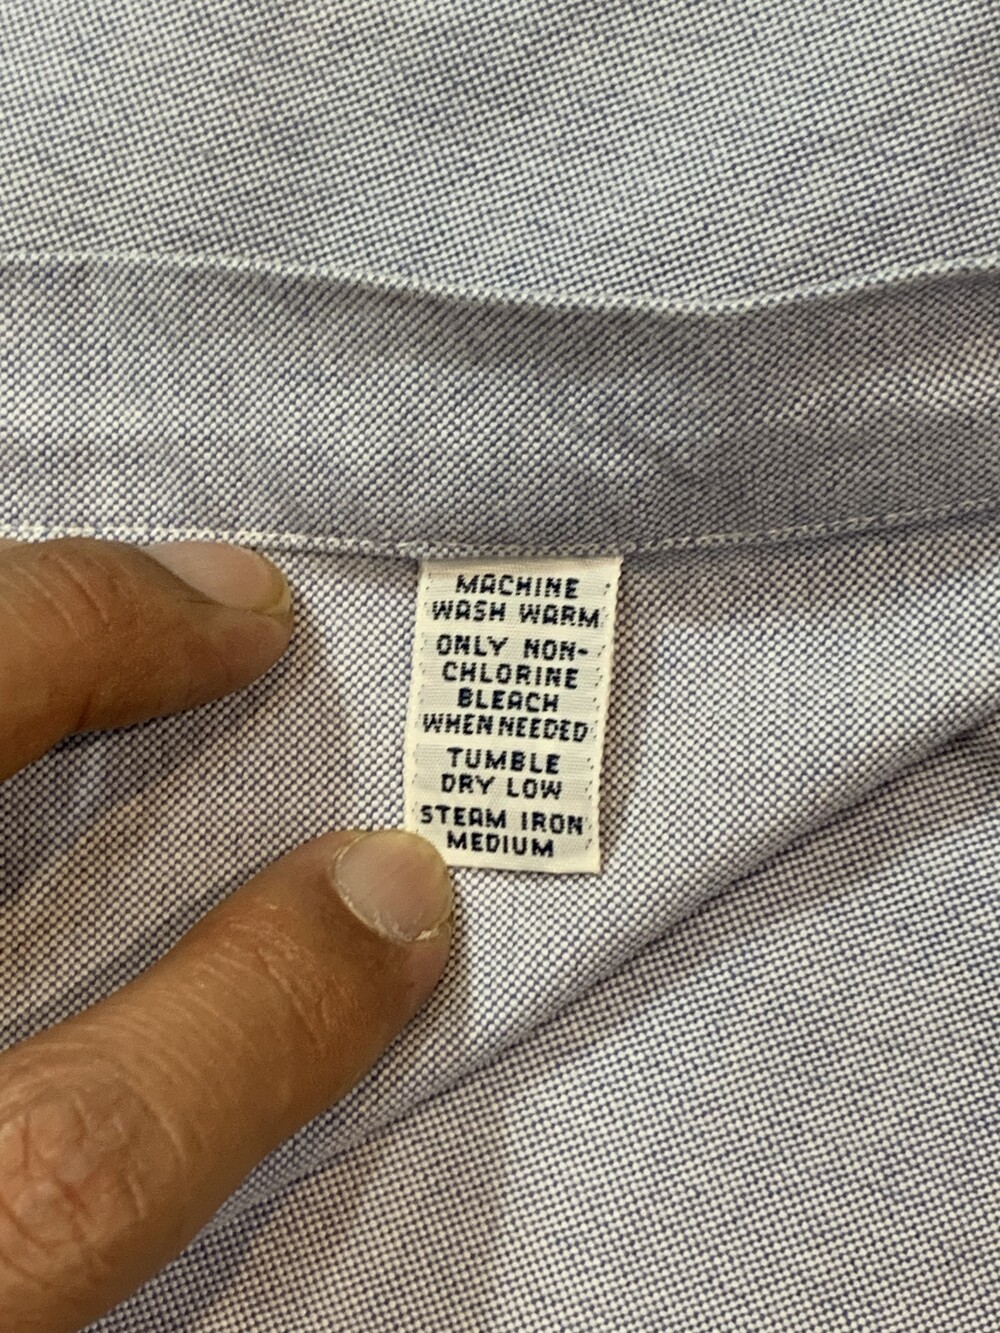 MACHINE
WASH WARM
ONLY NON-
CHLORINE
BLEACH
WHEN NEEDED
TUMBLE
DRY LOW
STEAM IRON
MEDIUM